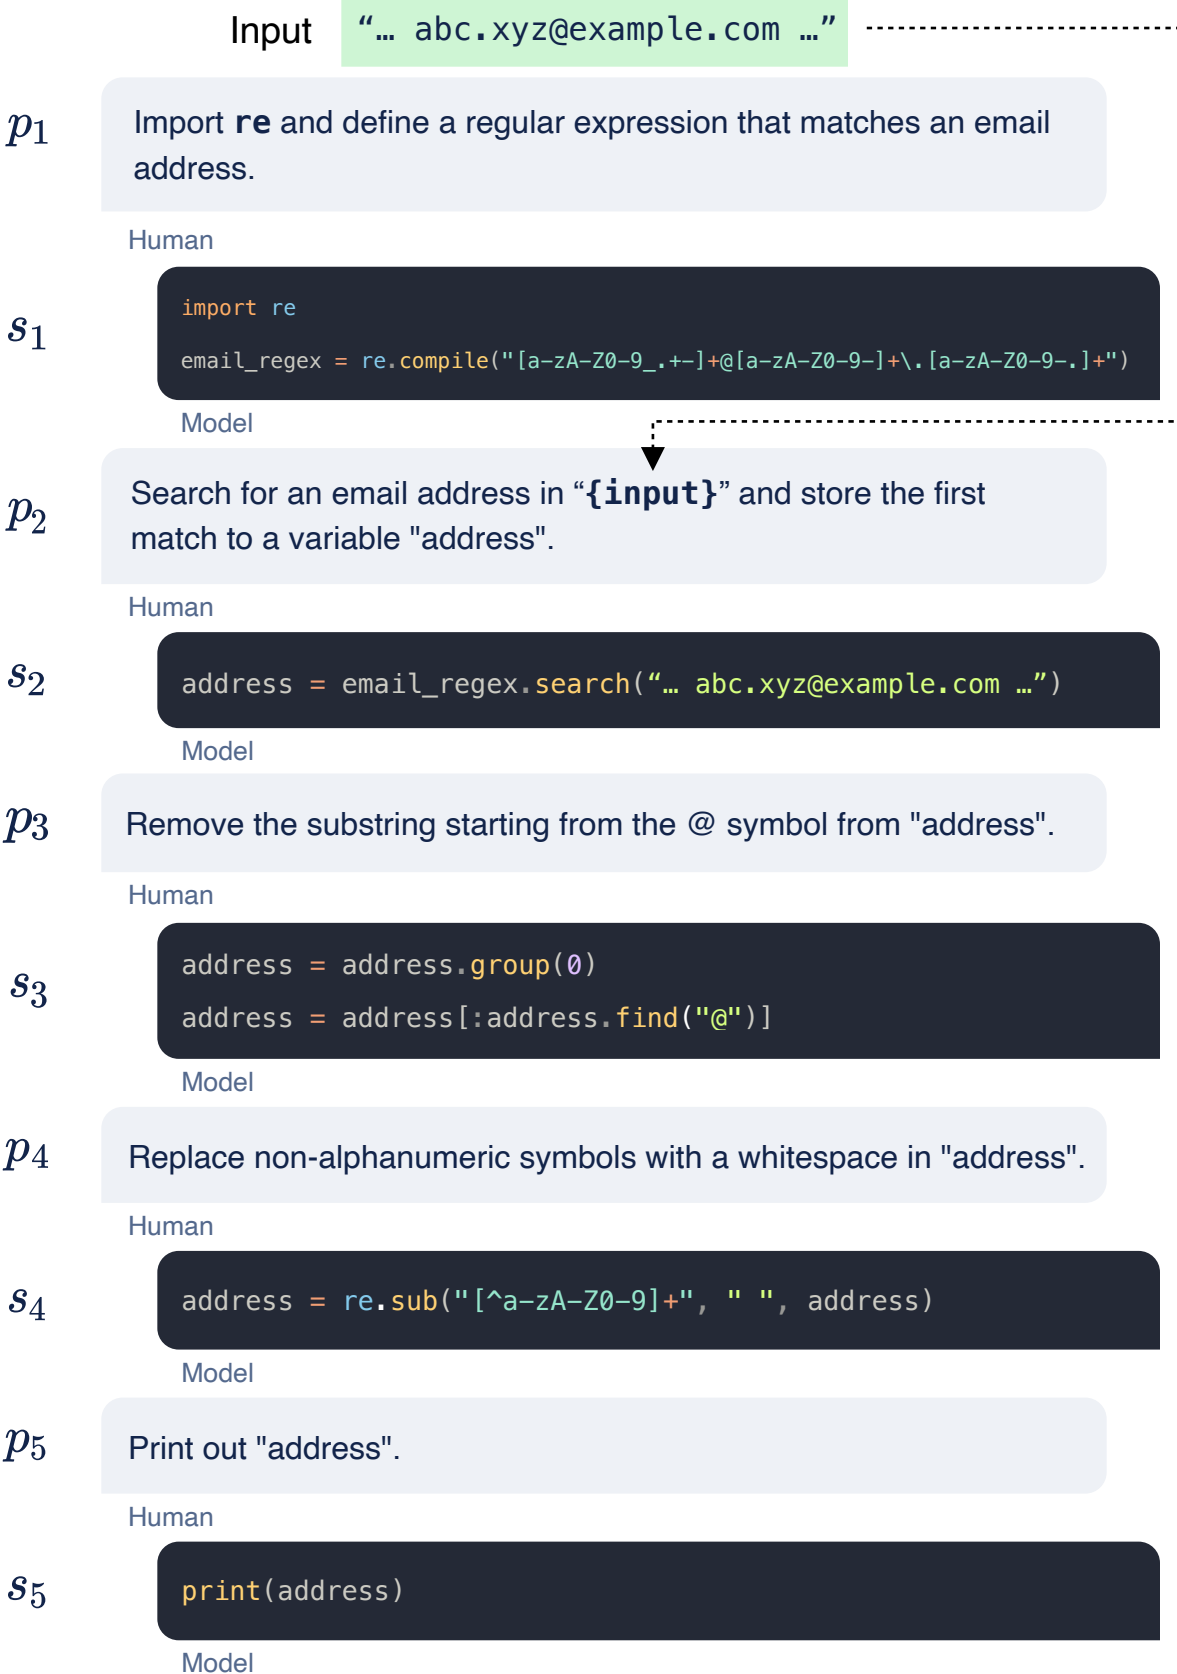 Input “… abc.xyz@example.com …”
p1 Import re and define a regular expression that matches an email
address.
Human
s1 import re
email_regex = re.compile("[a-zA-Z0-9_.+-]+@[a-zA-Z0-9-]+\.[a-zA-Z0-9-.]+")
Model
p2 Search for an email address in “{input}” and store the first
match to a variable "address".
Human
s2 address = email_regex.search(“… abc.xyz@example.com …”)
Model
p3 Remove the substring starting from the @ symbol from "address".
Human
s3 address = address.group(0)
address = address[:address.find("@")]
Model
p4 Replace non-alphanumeric symbols with a whitespace in "address".
Human
s4 address = re.sub("[^a-zA-Z0-9]+", " ", address)
Model
p5 Print out "address".
Human
s5 print(address)
Model